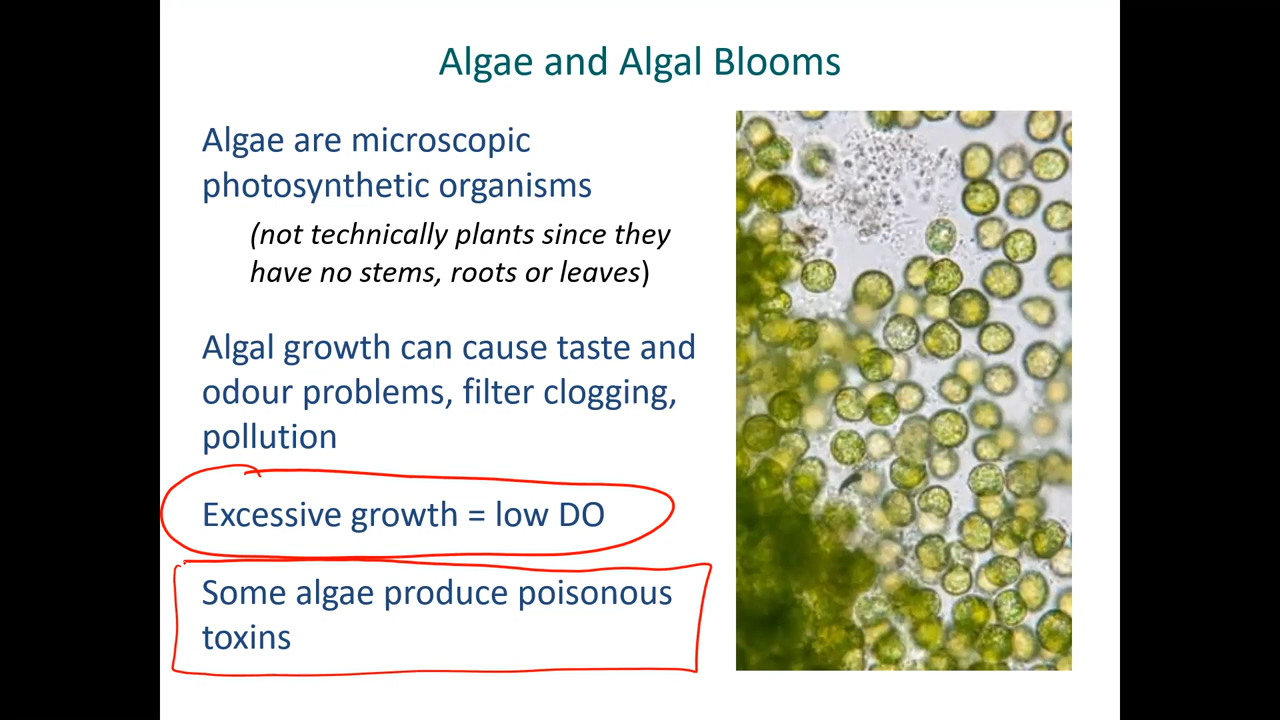 Algae and Algal Blooms
Algae are microscopic
photosynthetic organisms
(not technically plants since they
have no stems, roots or leaves)
Algal growth can cause taste and
odour problems, filter clogging,
pollution
Excessive growth = low DO
Some algae produce poisonous
toxins